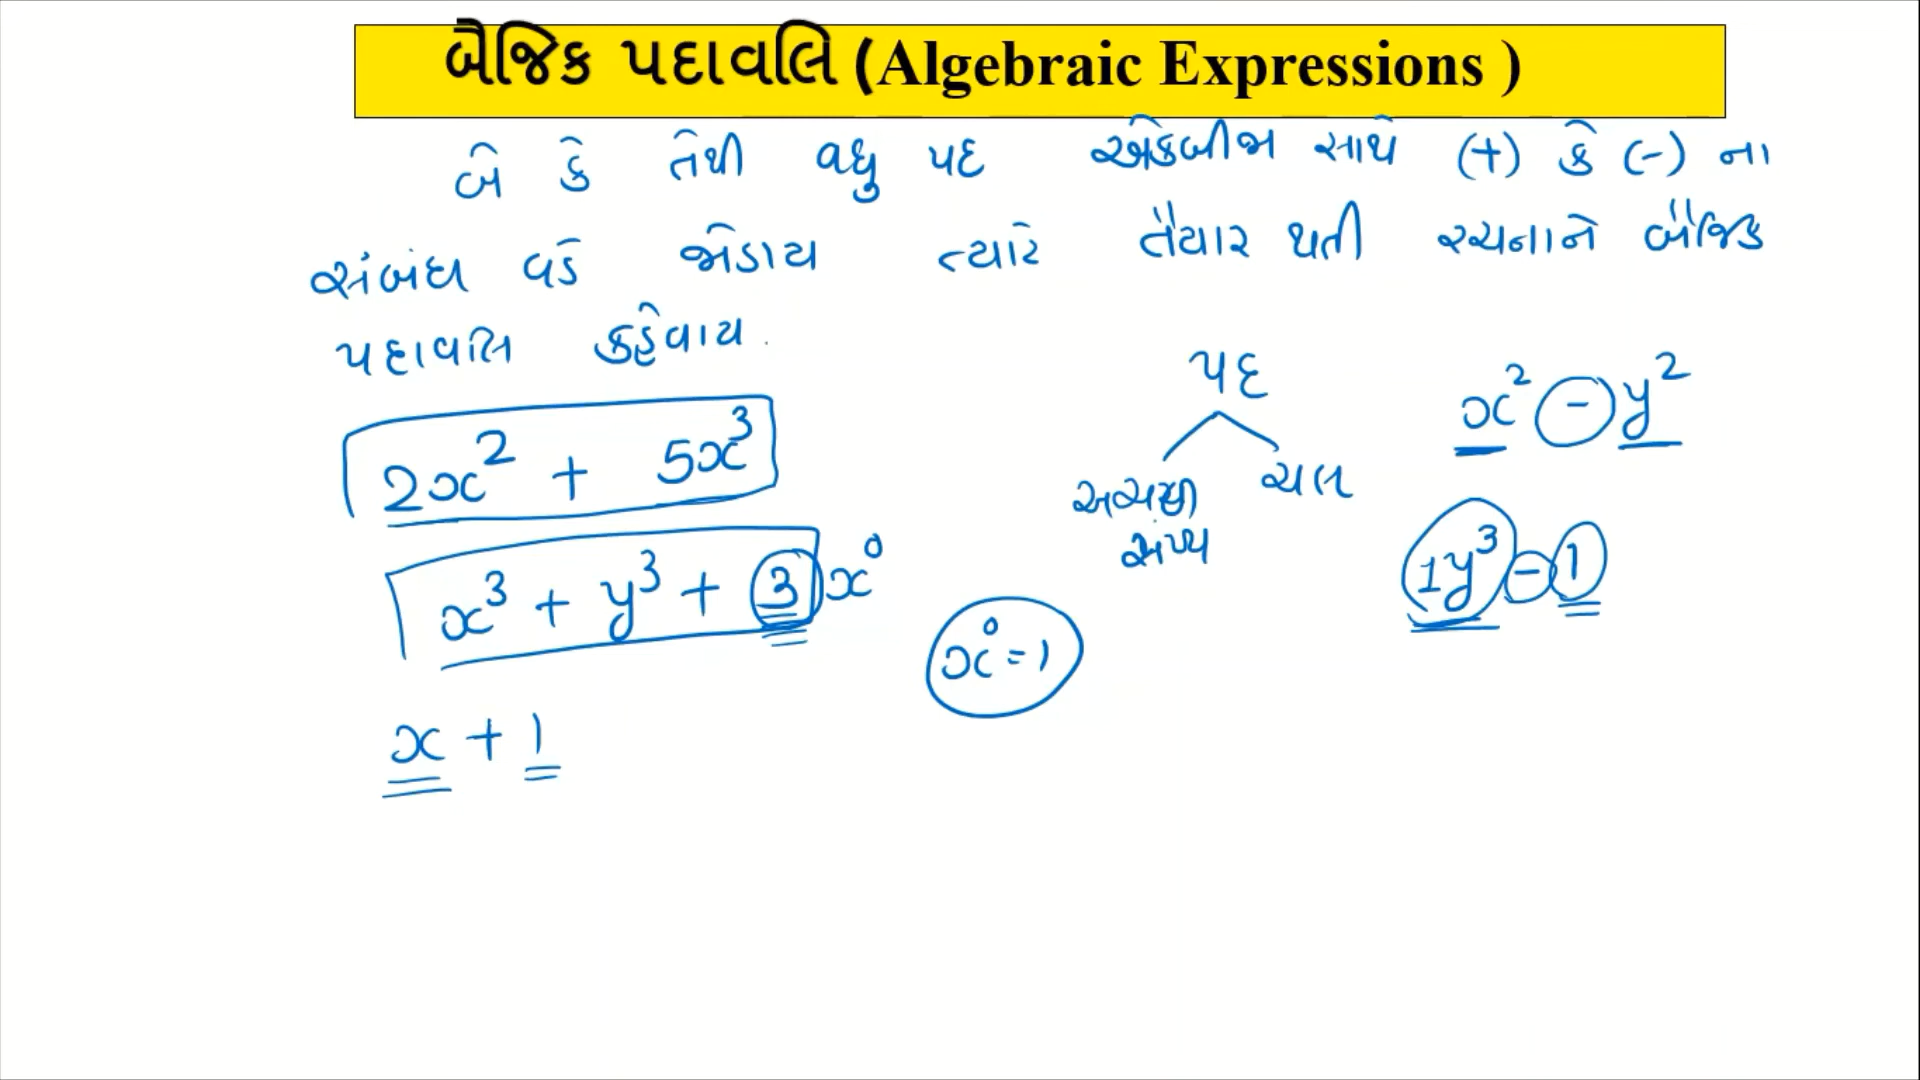 બૈજિક પદાવલિ (Algebraic Expressions )
બે કે તેથી વધુ પદ એકબીજા સાથે (+) કે (-) ના
સંબંધ વડે જોડાય ત્યારે તૈયાર થતી રચનાને બૈજિક
પદાવલિ કહેવાય.
પદ
x² - y²
2x² + 5x³
ચલ
x³ + y³ + 3x⁰
સંખ્ય
1y³ - 1
x⁰ = 1
x + 1